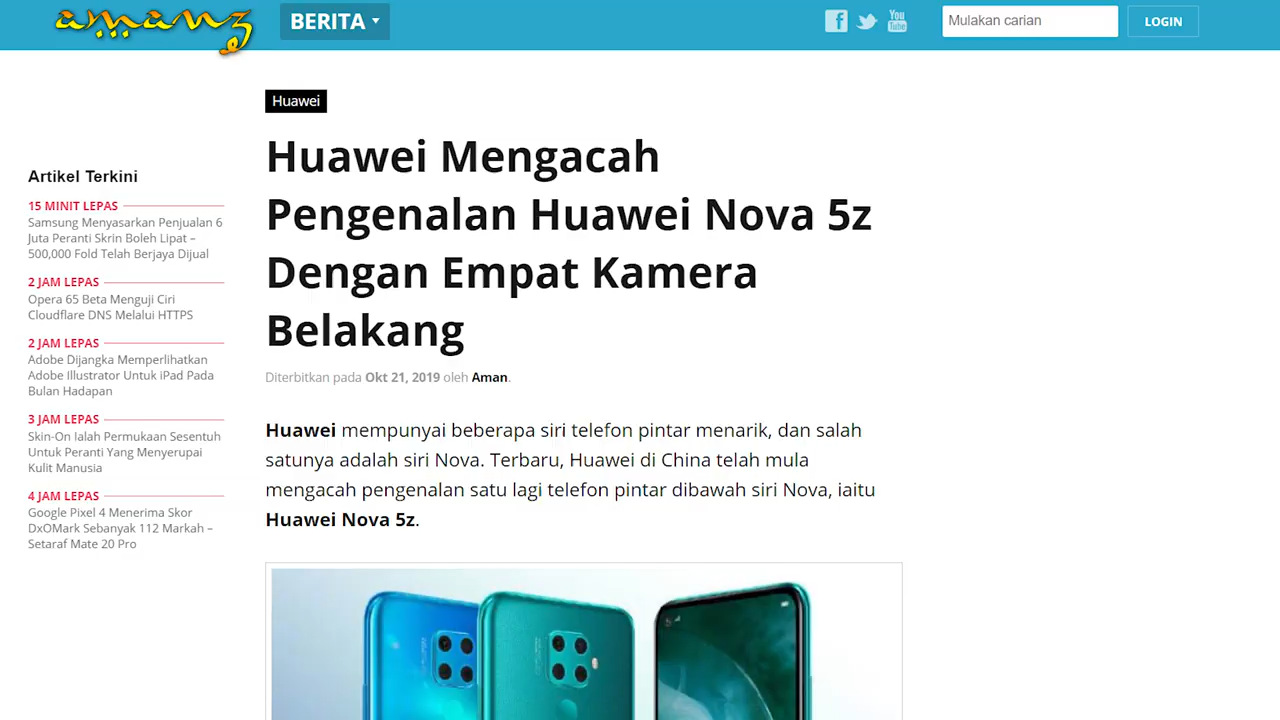 amanz
BERITA
You
Tube
Mulakan carian
LOGIN
Huawei
Huawei Mengacah
Pengenalan Huawei Nova 5z
Dengan Empat Kamera
Belakang
Diterbitkan pada Okt 21, 2019 oleh Aman.
Huawei mempunyai beberapa siri telefon pintar menarik, dan salah
satunya adalah siri Nova. Terbaru, Huawei di China telah mula
mengacah pengenalan satu lagi telefon pintar dibawah siri Nova, iaitu
Huawei Nova 5z.
Artikel Terkini
15 MINIT LEPAS
Samsung Menyasarkan Penjualan 6
Juta Peranti Skrin Boleh Lipat –
500,000 Fold Telah Berjaya Dijual
2 JAM LEPAS
Opera 65 Beta Menguji Ciri
Cloudflare DNS Melalui HTTPS
2 JAM LEPAS
Adobe Dijangka Memperlihatkan
Adobe Illustrator Untuk iPad Pada
Bulan Hadapan
3 JAM LEPAS
Skin-On Ialah Permukaan Sesentuh
Untuk Peranti Yang Menyerupai
Kulit Manusia
4 JAM LEPAS
Google Pixel 4 Menerima Skor
DxOMark Sebanyak 112 Markah –
Setaraf Mate 20 Pro